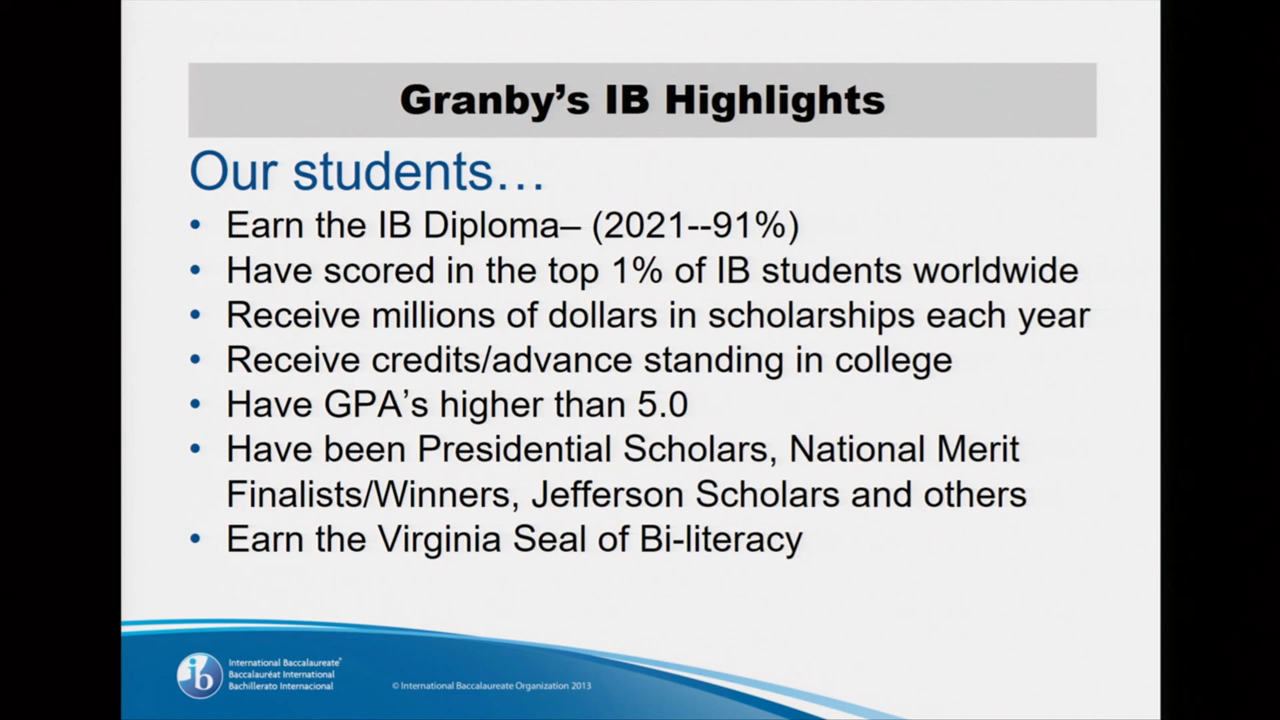 Granby’s IB Highlights
Our students…
• Earn the IB Diploma– (2021--91%)
• Have scored in the top 1% of IB students worldwide
• Receive millions of dollars in scholarships each year
• Receive credits/advance standing in college
• Have GPA’s higher than 5.0
• Have been Presidential Scholars, National Merit
Finalists/Winners, Jefferson Scholars and others
• Earn the Virginia Seal of Bi-literacy
ib
International Baccalaureate®
Baccalauréat International
Bachillerato Internacional
© International Baccalaureate Organization 2013